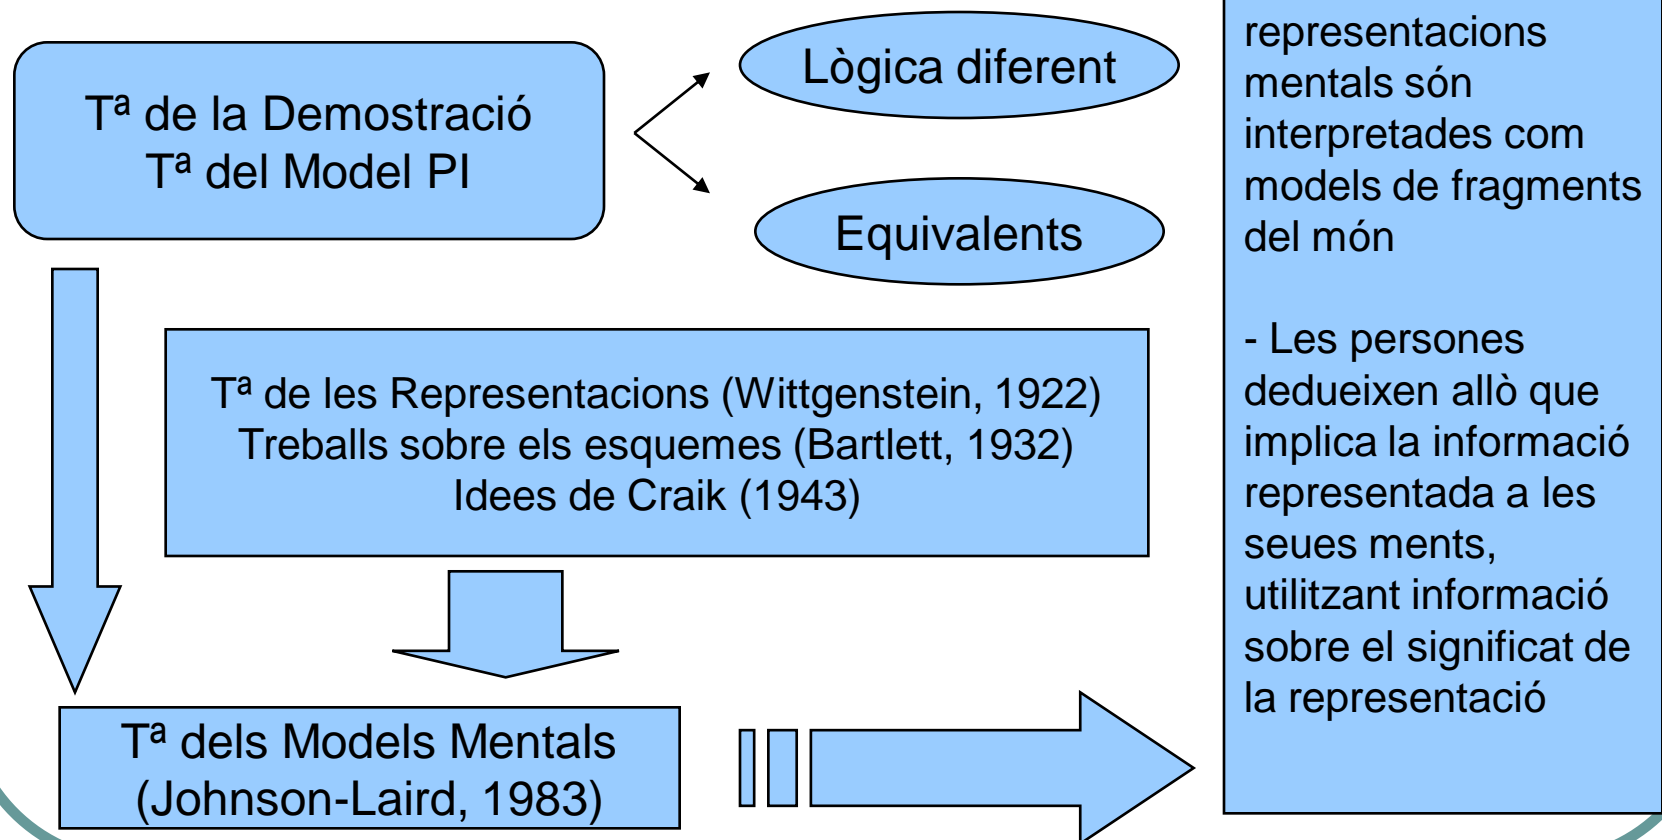 Tª de la Demostració
Tª del Model PI
Lògica diferent
Equivalents
Tª de les Representacions (Wittgenstein, 1922)
Treballs sobre els esquemes (Bartlett, 1932)
Idees de Craik (1943)
Tª dels Models Mentals
(Johnson-Laird, 1983)
representacions
mentals són
interpretades com
models de fragments
del món
- Les persones
dedueixen allò que
implica la informació
representada a les
seues ments,
utilitzant informació
sobre el significat de
la representació